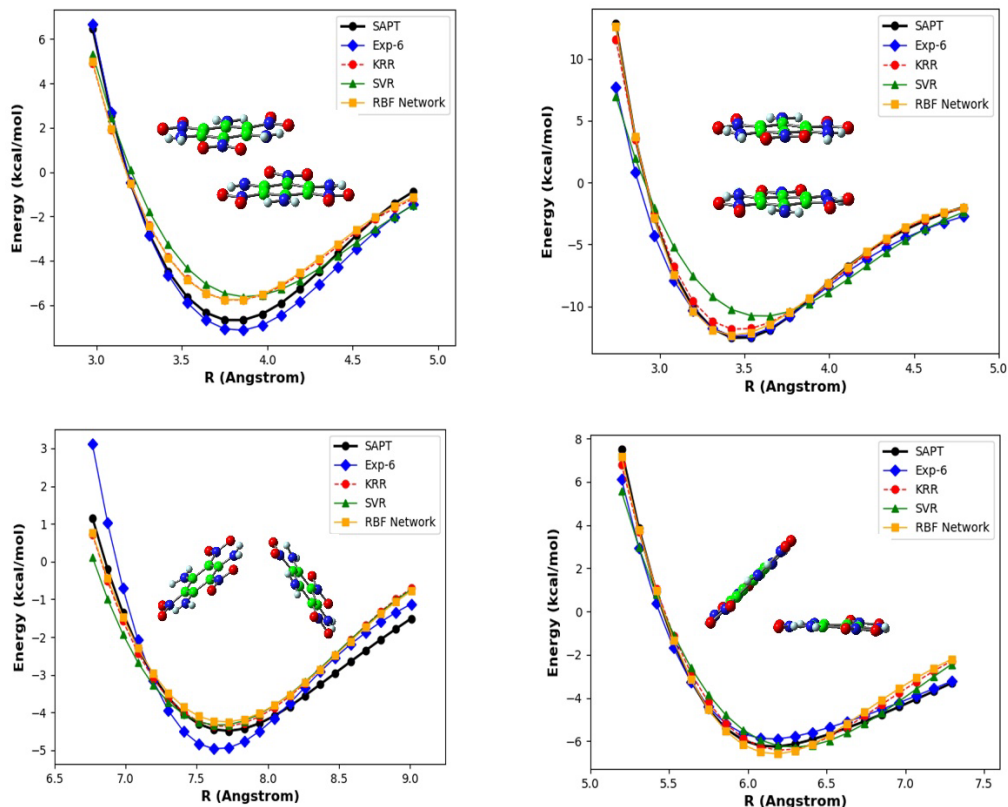 6
4
2
0
-2
-4
-6
Energy (kcal/mol)
SAPT
Exp-6
KRR
SVR
RBF Network
3.0 3.5 4.0 4.5 5.0
R (Angstrom)
10
5
0
-5
-10
Energy (kcal/mol)
SAPT
Exp-6
KRR
SVR
RBF Network
3.0 3.5 4.0 4.5 5.0
R (Angstrom)
3
2
1
0
-1
-2
-3
-4
-5
Energy (kcal/mol)
SAPT
Exp-6
KRR
SVR
RBF Network
6.5 7.0 7.5 8.0 8.5 9.0
R (Angstrom)
8
6
4
2
0
-2
-4
-6
Energy (kcal/mol)
SAPT
Exp-6
KRR
SVR
RBF Network
5.0 5.5 6.0 6.5 7.0 7.5
R (Angstrom)